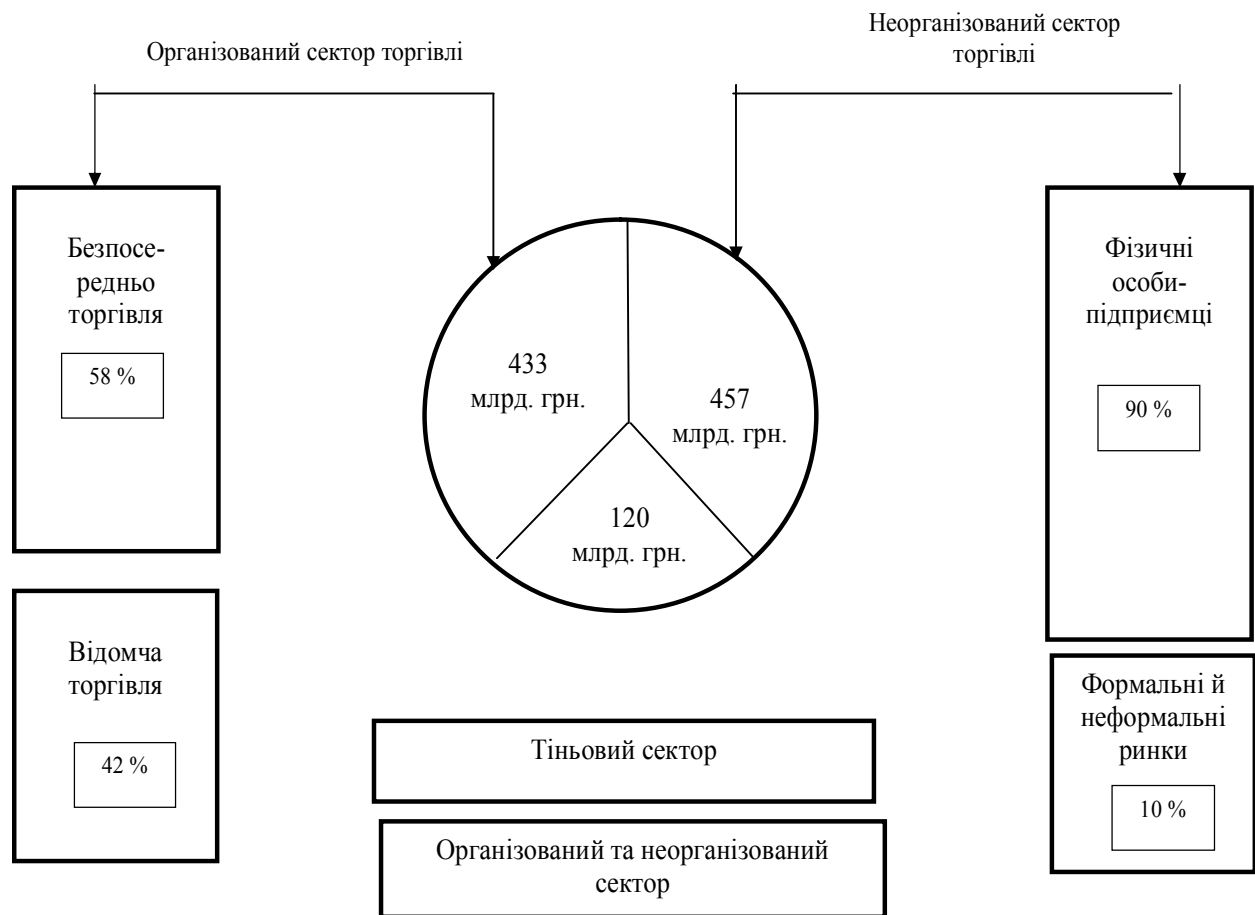 Організований сектор торгівлі
Неорганізований сектор
торгівлі
Безпосе-
редньо
торгівля
58 %
Відомча
торгівля
42 %
433
млрд. грн.
457
млрд. грн.
120
млрд. грн.
Тіньовий сектор
Організований та неорганізований
сектор
Фізичні
особи-
підприємці
90 %
Формальні й
неформальні
ринки
10 %